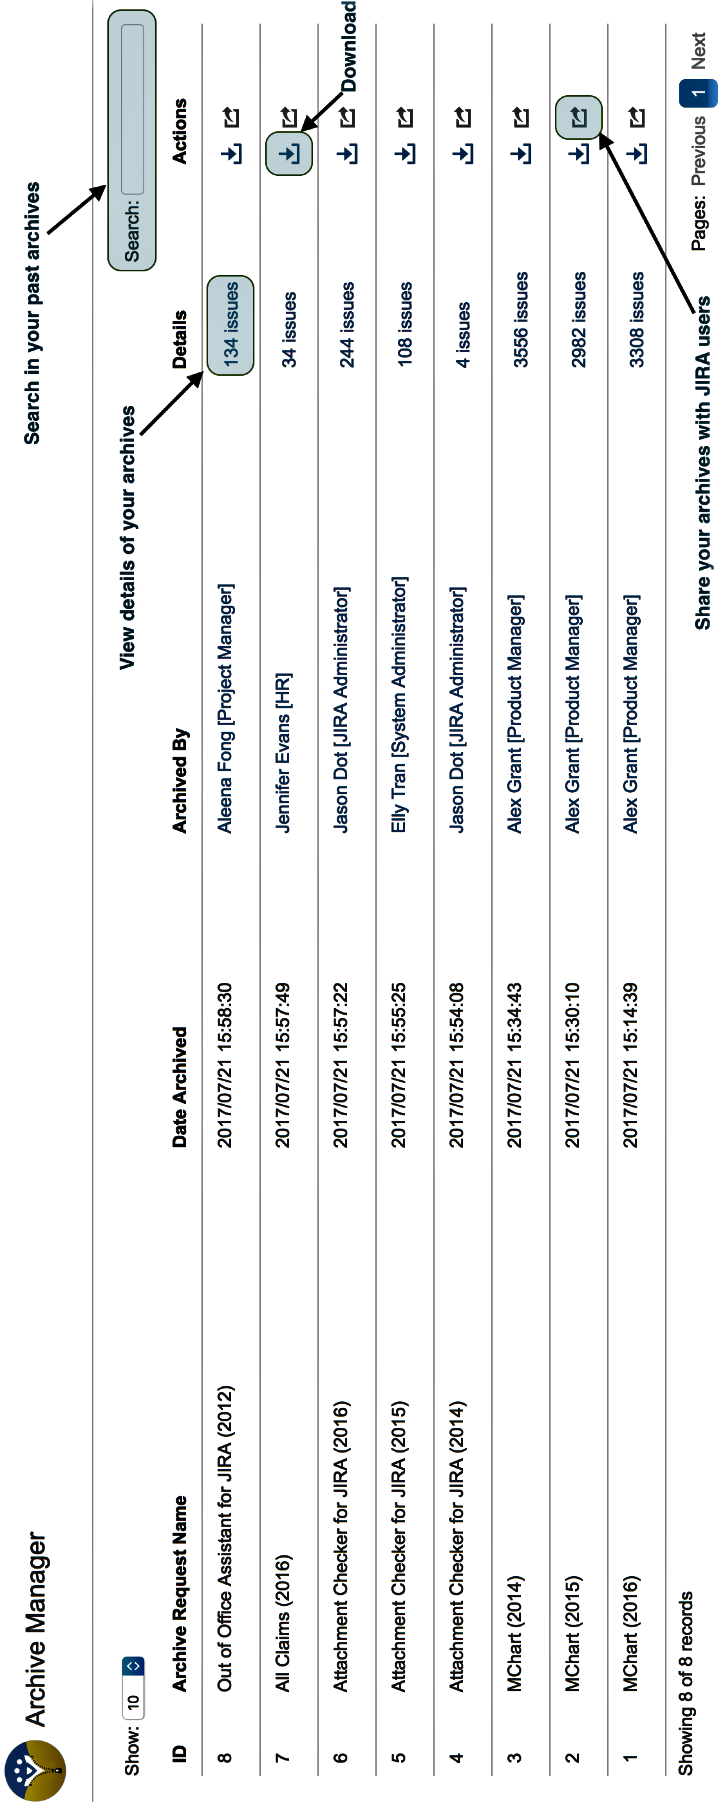 Archive Manager
Search in your past archives
Show: 10
View details of your archives
Search:
ID Archive Request Name Date Archived Archived By Details Actions
8 Out of Office Assistant for JIRA (2012) 2017/07/21 15:58:30 Aleena Fong [Project Manager] 134 issues
7 All Claims (2016) 2017/07/21 15:57:49 Jennifer Evans [HR] 34 issues
Download
6 Attachment Checker for JIRA (2016) 2017/07/21 15:57:22 Jason Dot [JIRA Administrator] 244 issues
5 Attachment Checker for JIRA (2015) 2017/07/21 15:55:25 Elly Tran [System Administrator] 108 issues
4 Attachment Checker for JIRA (2014) 2017/07/21 15:54:08 Jason Dot [JIRA Administrator] 4 issues
3 MChart (2014) 2017/07/21 15:34:43 Alex Grant [Product Manager] 3556 issues
2 MChart (2015) 2017/07/21 15:30:10 Alex Grant [Product Manager] 2982 issues
1 MChart (2016) 2017/07/21 15:14:39 Alex Grant [Product Manager] 3308 issues
Showing 8 of 8 records Pages: Previous 1 Next
Share your archives with JIRA users